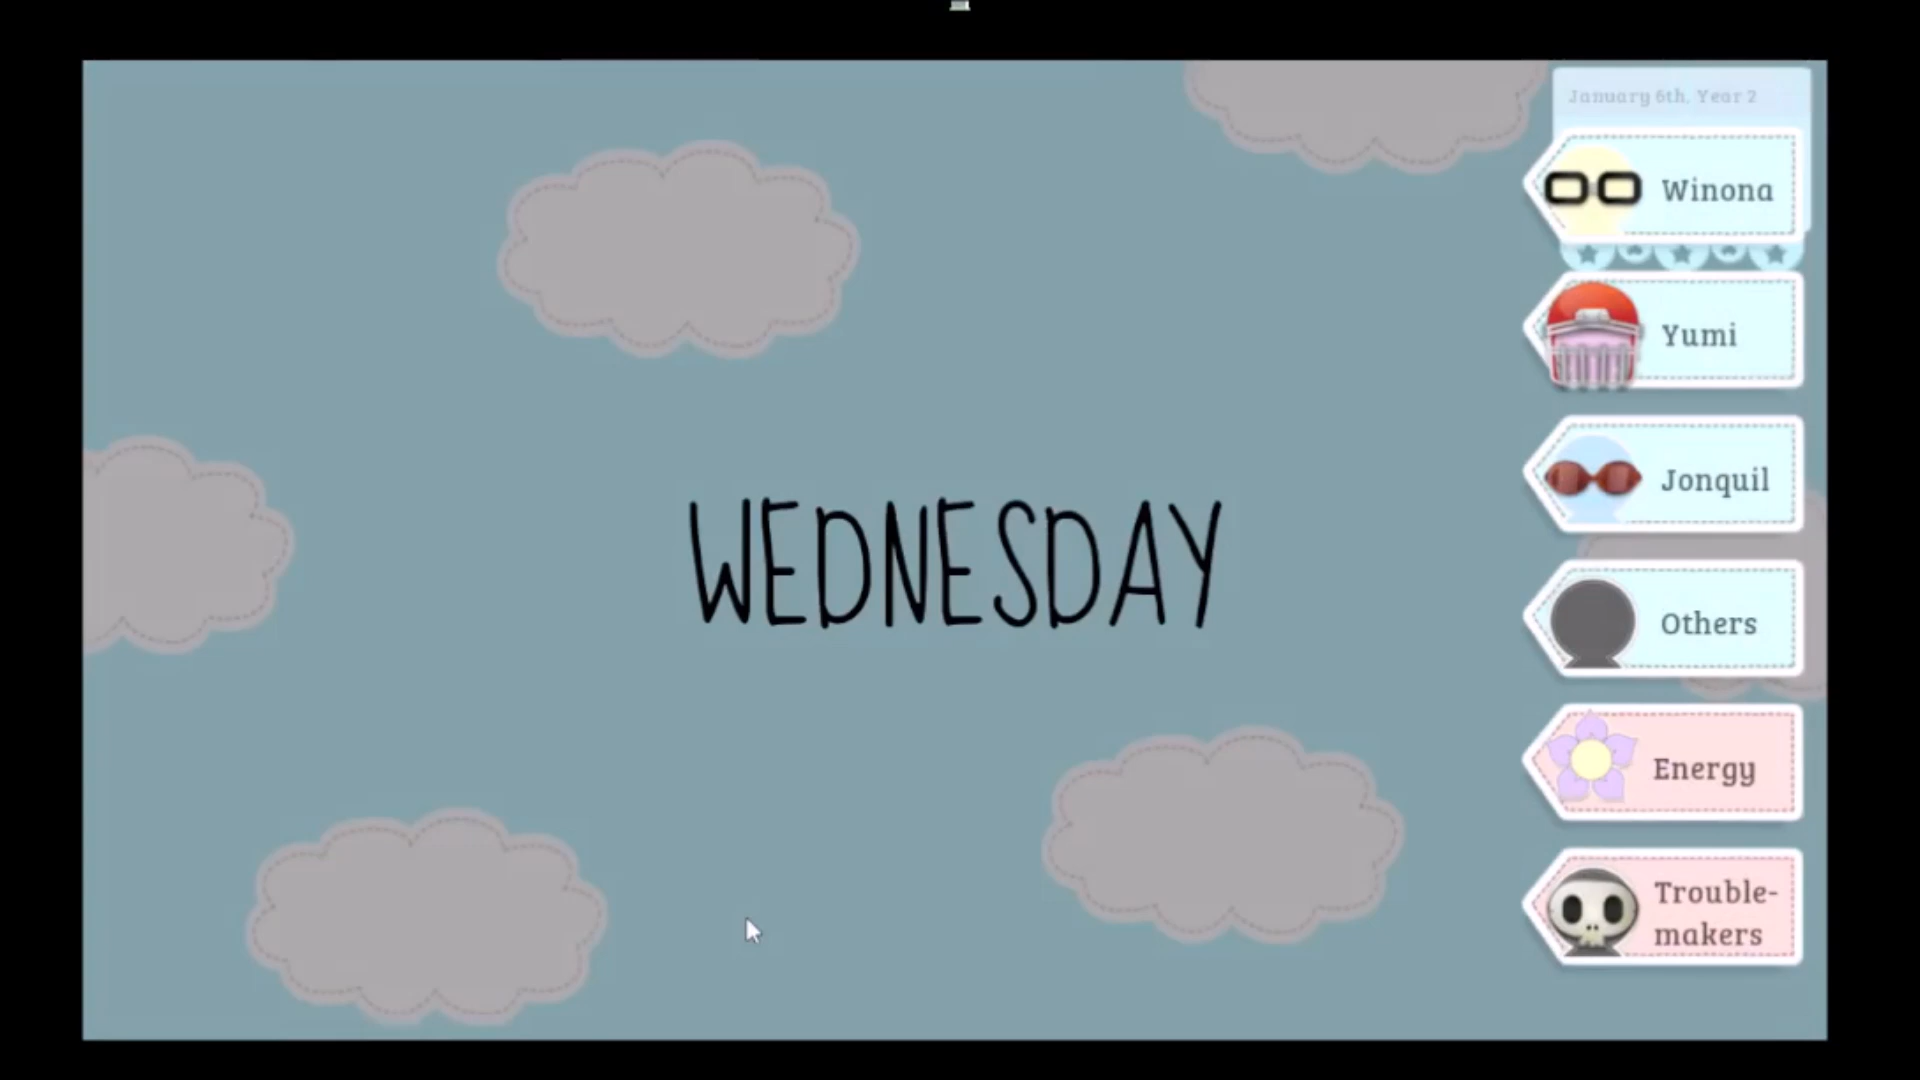 January 6th, Year 2
Winona
Yumi
Jonquil
WEDNESDAY
Others
Energy
Trouble-
makers